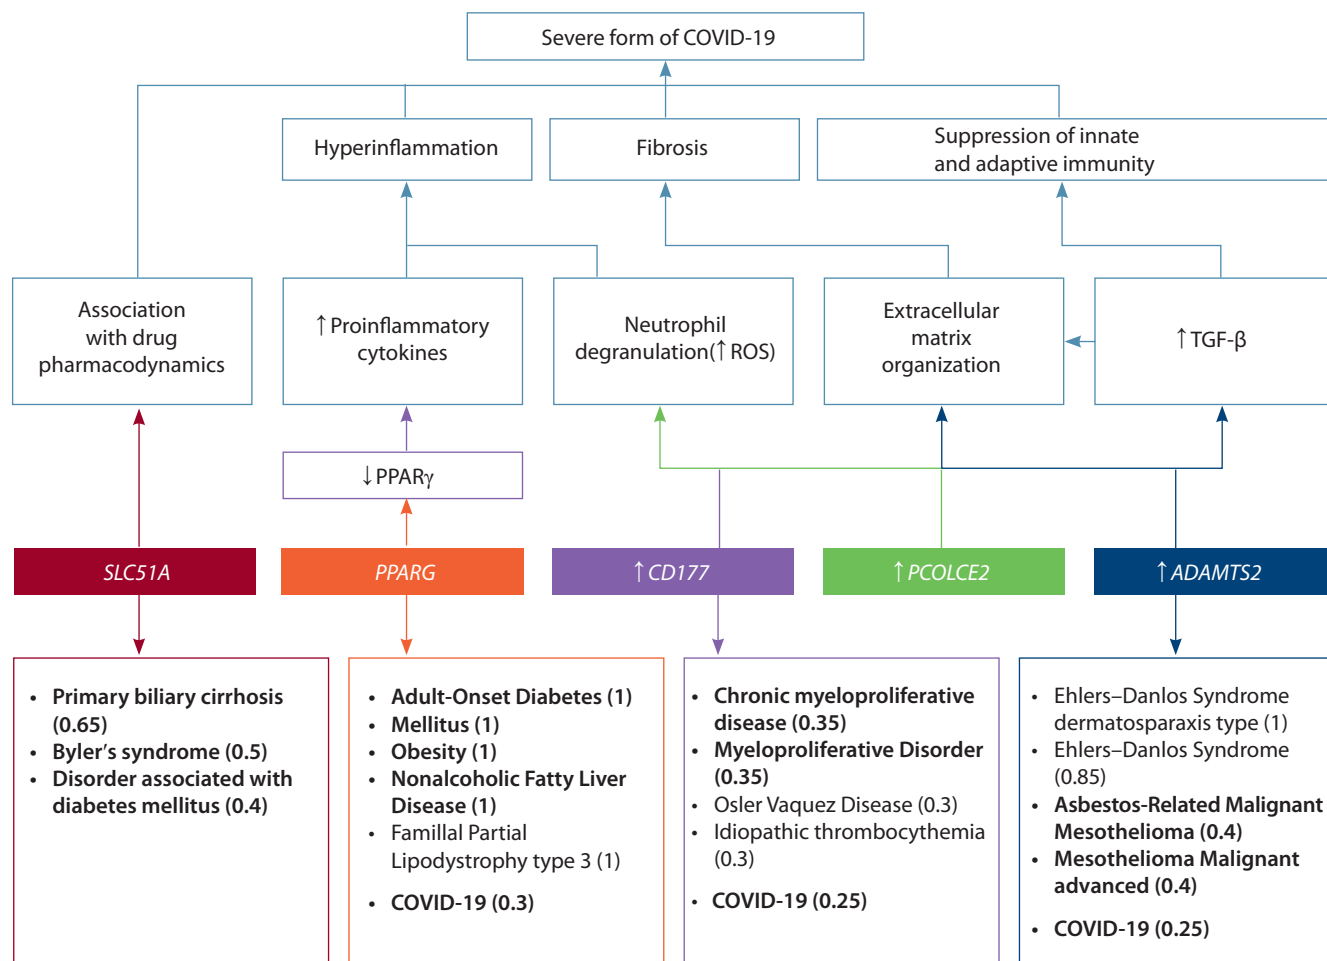 Severe form of COVID-19
Hyperinflammation
Fibrosis
Suppression of innate
and adaptive immunity
Association
with drug
pharmacodynamics
↑Proinflammatory
cytokines
Neutrophil
degranulation(↑ROS)
Extracellular
matrix
organization
↑TGF-β
↓PPARγ
SLC51A
PPARG
↑CD177
↑PCOLCE2
↑ADAMTS2
• Primary biliary cirrhosis
(0.65)
• Byler’s syndrome (0.5)
• Disorder associated with
diabetes mellitus (0.4)
• Adult-Onset Diabetes (1)
• Mellitus (1)
• Obesity (1)
• Nonalcoholic Fatty Liver
Disease (1)
• Famillal Partial
Lipodystrophy type 3 (1)
• COVID-19 (0.3)
• Chronic myeloproliferative
disease (0.35)
• Myeloproliferative Disorder
(0.35)
• Osler Vaquez Disease (0.3)
• Idiopathic thrombocythemia
(0.3)
• COVID-19 (0.25)
• Ehlers–Danlos Syndrome
dermatosparaxis type (1)
• Ehlers–Danlos Syndrome
(0.85)
• Asbestos-Related Malignant
Mesothelioma (0.4)
• Mesothelioma Malignant
advanced (0.4)
• COVID-19 (0.25)